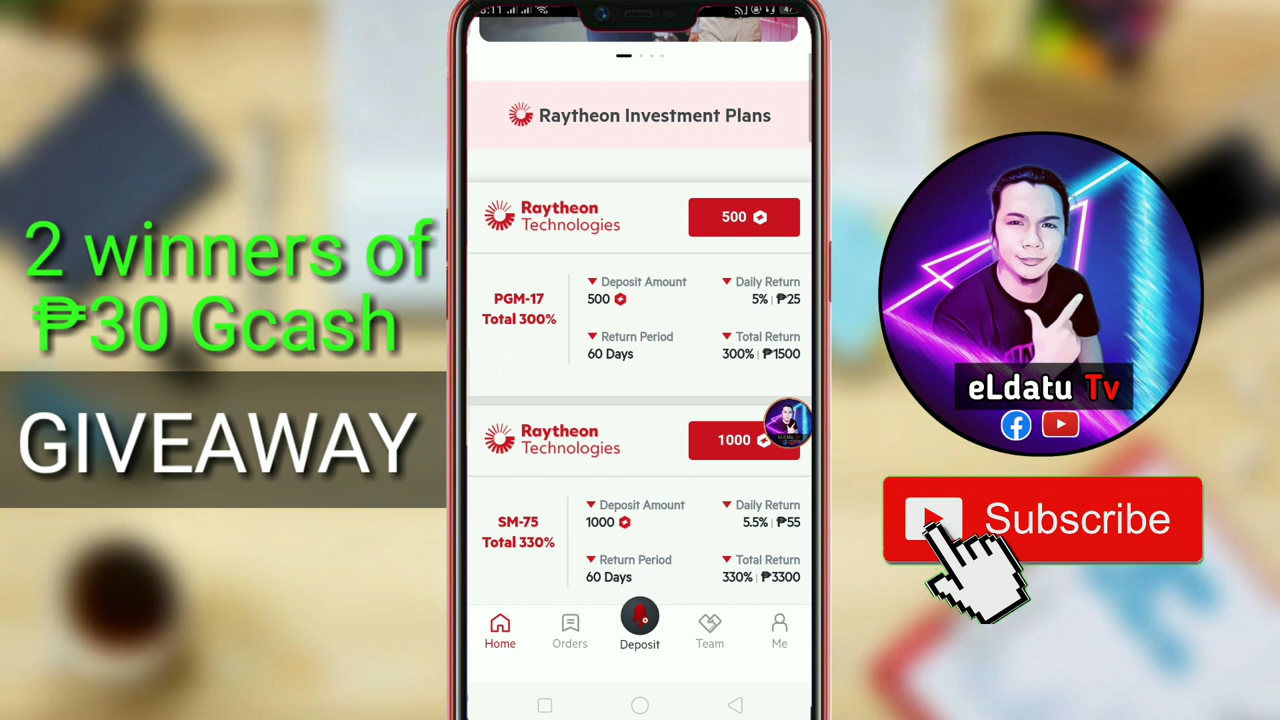 8:11
Raytheon Investment Plans
Raytheon
Technologies
500
PGM-17
Total 300%
Deposit Amount
500
Daily Return
5% | ₱25
Return Period
60 Days
Total Return
300% | ₱1500
Raytheon
Technologies
1000
SM-75
Total 330%
Deposit Amount
1000
Daily Return
5.5% | ₱55
Return Period
60 Days
Total Return
330% | ₱3300
Home
Orders
Deposit
Team
Me
2 winners of
₱30 Gcash
GIVEAWAY
eLdatu Tv
Subscribe